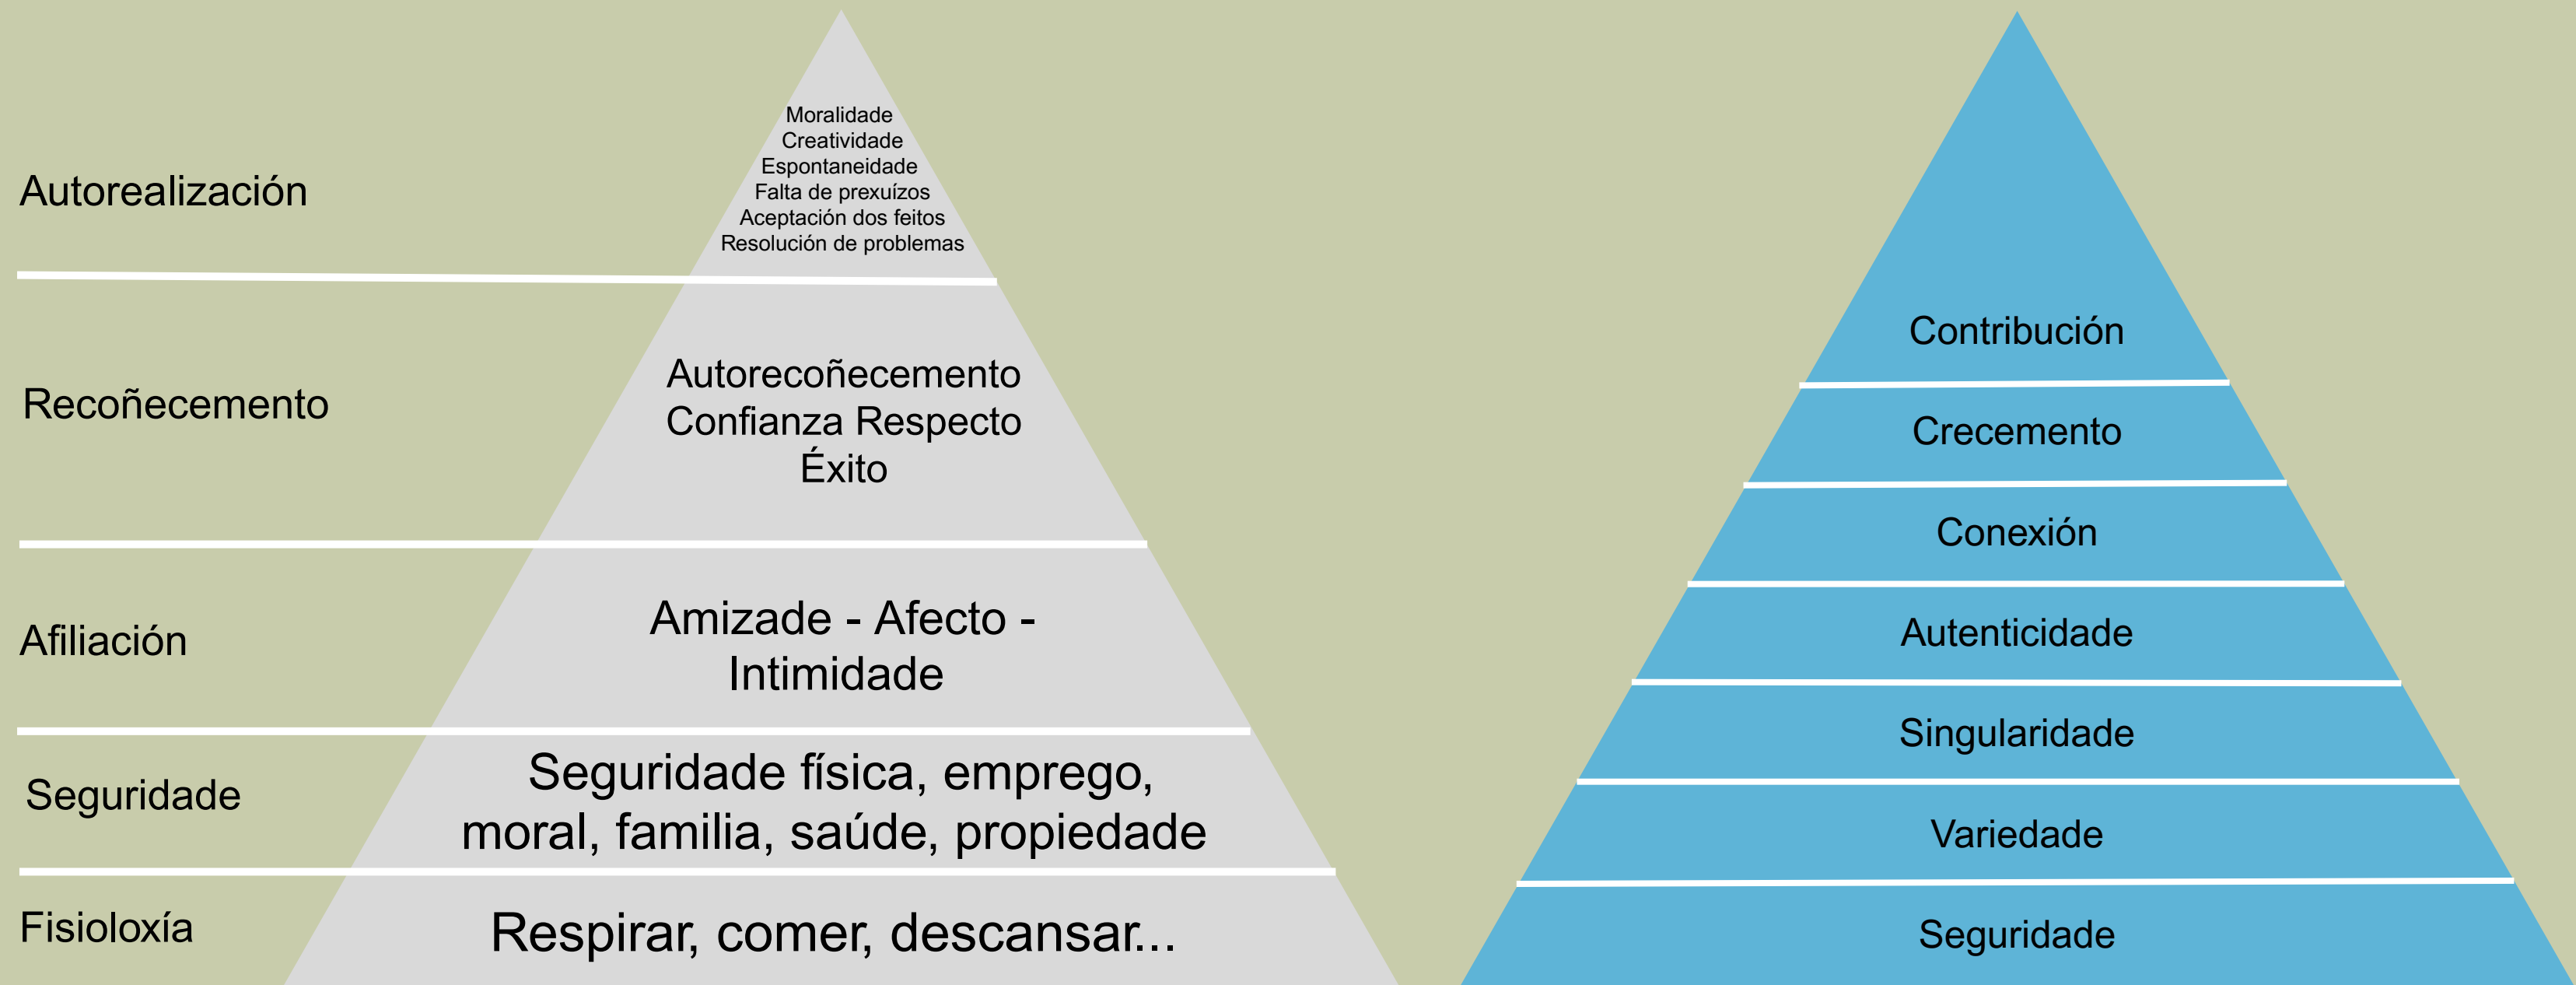 Autorealización
Moralidade
Creatividade
Espontaneidade
Falta de prexuízos
Aceptación dos feitos
Resolución de problemas
Recoñecemento
Autorecoñecemento
Confianza Respecto
Éxito
Afiliación
Amizade - Afecto -
Intimidade
Seguridade
Seguridade física, emprego,
moral, familia, saúde, propiedade
Fisioloxía
Respirar, comer, descansar...
Contribución
Crecemento
Conexión
Autenticidade
Singularidade
Variedade
Seguridade